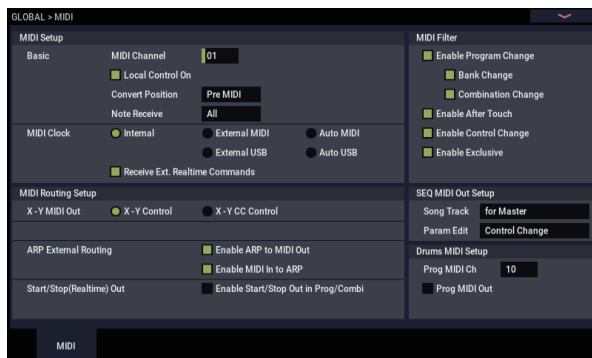 GLOBAL > MIDI
MIDI Setup
Basic MIDI Channel 01
Local Control On
Convert Position Pre MIDI
Note Receive All
MIDI Clock Internal External MIDI Auto MIDI
External USB Auto USB
Receive Ext. Realtime Commands
MIDI Filter
Enable Program Change
Bank Change
Combination Change
Enable After Touch
Enable Control Change
Enable Exclusive
MIDI Routing Setup
X -Y MIDI Out X -Y Control X -Y CC Control
ARP External Routing Enable ARP to MIDI Out
Enable MIDI In to ARP
Start/Stop(Realtime) Out Enable Start/Stop Out in Prog/Combi
SEQ MIDI Out Setup
Song Track for Master
Param Edit Control Change
Drums MIDI Setup
Prog MIDI Ch 10
Prog MIDI Out
MIDI